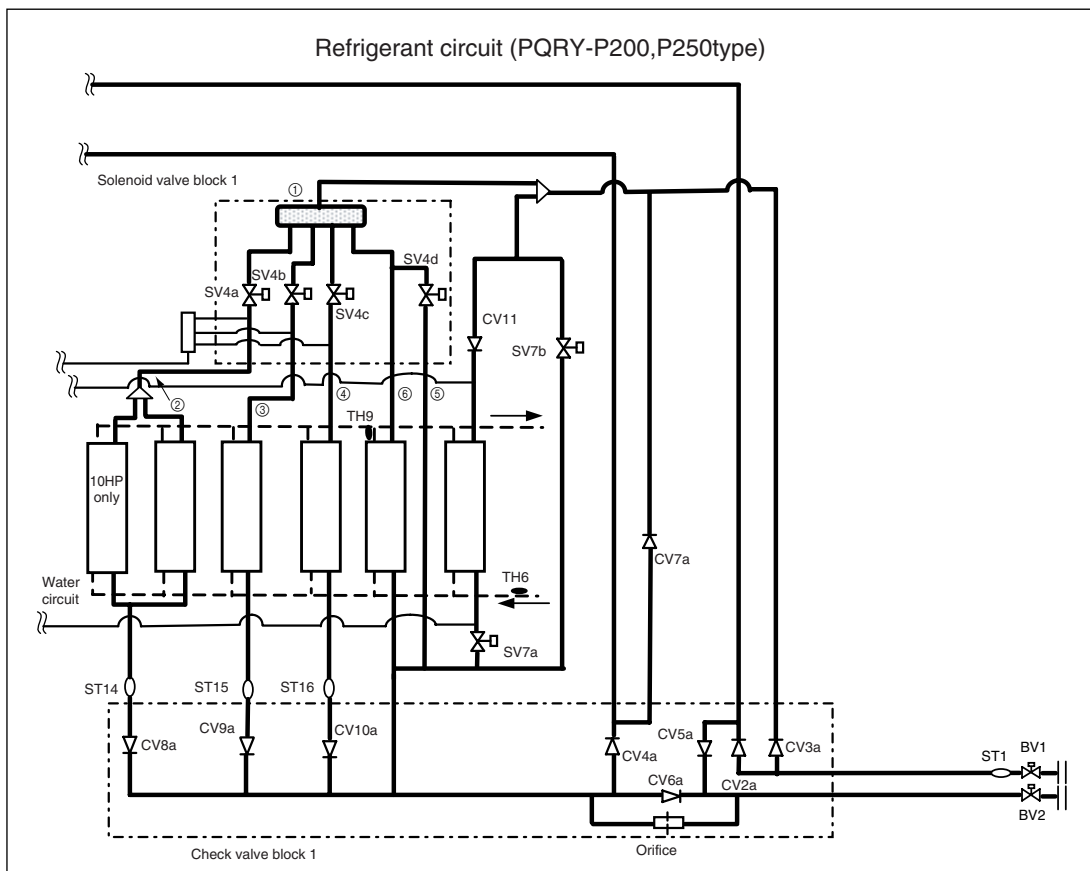 Refrigerant circuit (PQRY-P200,P250type)
Solenoid valve block 1
①
SV4d
SV4b
SV4a
SV4c
CV11
SV7b
②
③
④
⑥
⑤
TH9
10HP
only
CV7a
Water
circuit
TH6
SV7a
ST14
ST15
ST16
CV8a
CV9a
CV10a
CV4a
CV5a
CV3a
CV6a
CV2a
ST1
BV1
BV2
Orifice
Check valve block 1